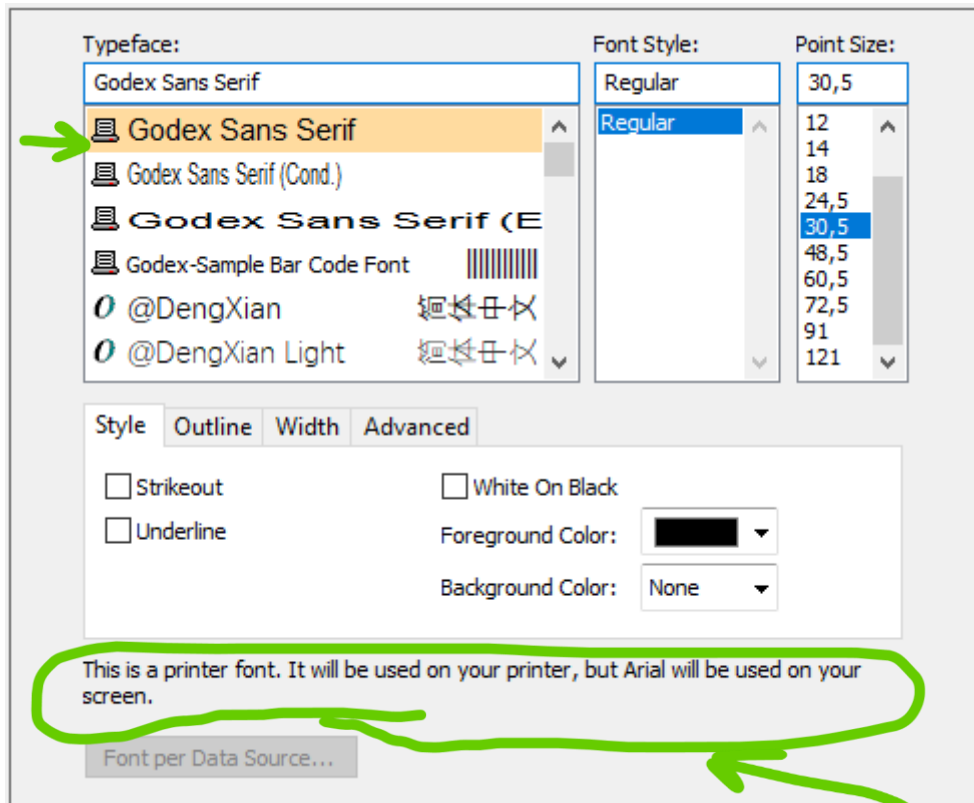 Typeface:
Font Style:
Point Size:
Godex Sans Serif
Regular
30,5
Godex Sans Serif
Godex Sans Serif (Cond.)
Godex Sans Serif (E
Godex-Sample Bar Code Font
O @DengXian
O @DengXian Light
Regular
12
14
18
24,5
30,5
48,5
60,5
72,5
91
121
Style
Outline
Width
Advanced
Strikeout
White On Black
Underline
Foreground Color:
Background Color:
None
This is a printer font. It will be used on your printer, but Arial will be used on your
screen.
Font per Data Source...